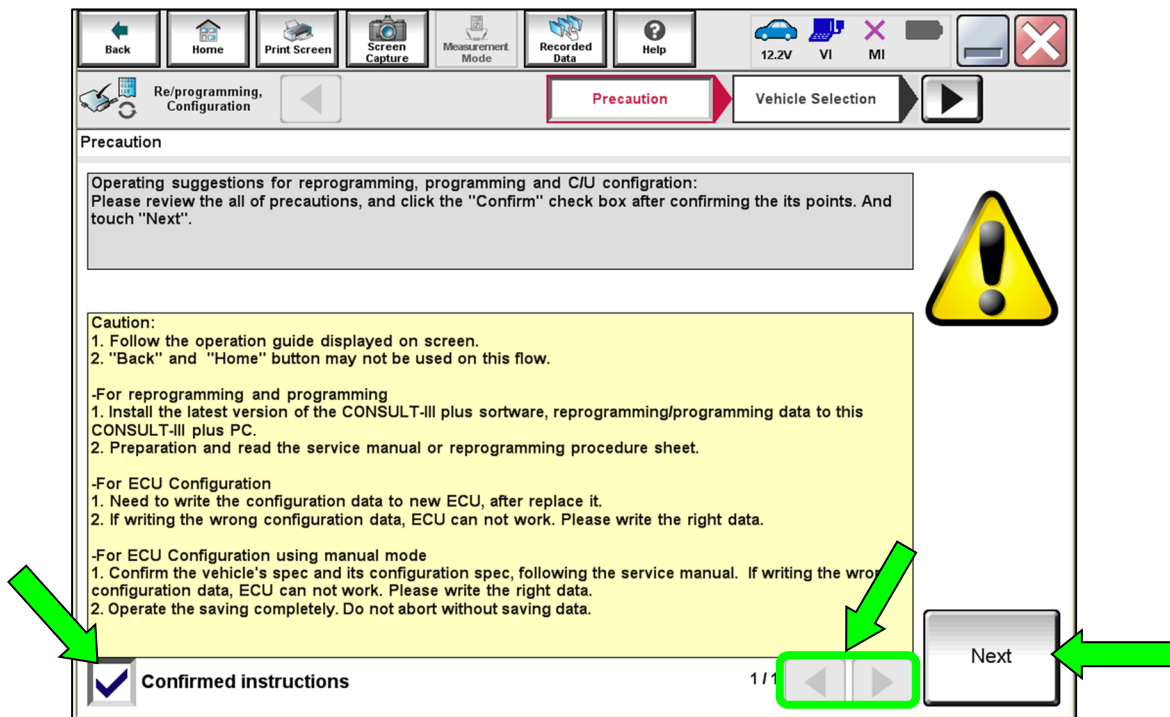 Back
Home
Print Screen
Screen
Capture
Measurement
Mode
Recorded
Data
Help
12.2V
VI
MI
Re/programming,
Configuration
Precaution
Vehicle Selection
Precaution
Operating suggestions for reprogramming, programming and C/U configration:
Please review the all of precautions, and click the "Confirm" check box after confirming the its points. And
touch "Next".
Caution:
1. Follow the operation guide displayed on screen.
2. "Back" and "Home" button may not be used on this flow.
-For reprogramming and programming
1. Install the latest version of the CONSULT-III plus sortware, reprogramming/programming data to this
CONSULT-III plus PC.
2. Preparation and read the service manual or reprogramming procedure sheet.
-For ECU Configuration
1. Need to write the configuration data to new ECU, after replace it.
2. If writing the wrong configuration data, ECU can not work. Please write the right data.
-For ECU Configuration using manual mode
1. Confirm the vehicle's spec and its configuration spec, following the service manual. If writing the wron
configuration data, ECU can not work. Please write the right data.
2. Operate the saving completely. Do not abort without saving data.
Confirmed instructions
1 / 1
Next